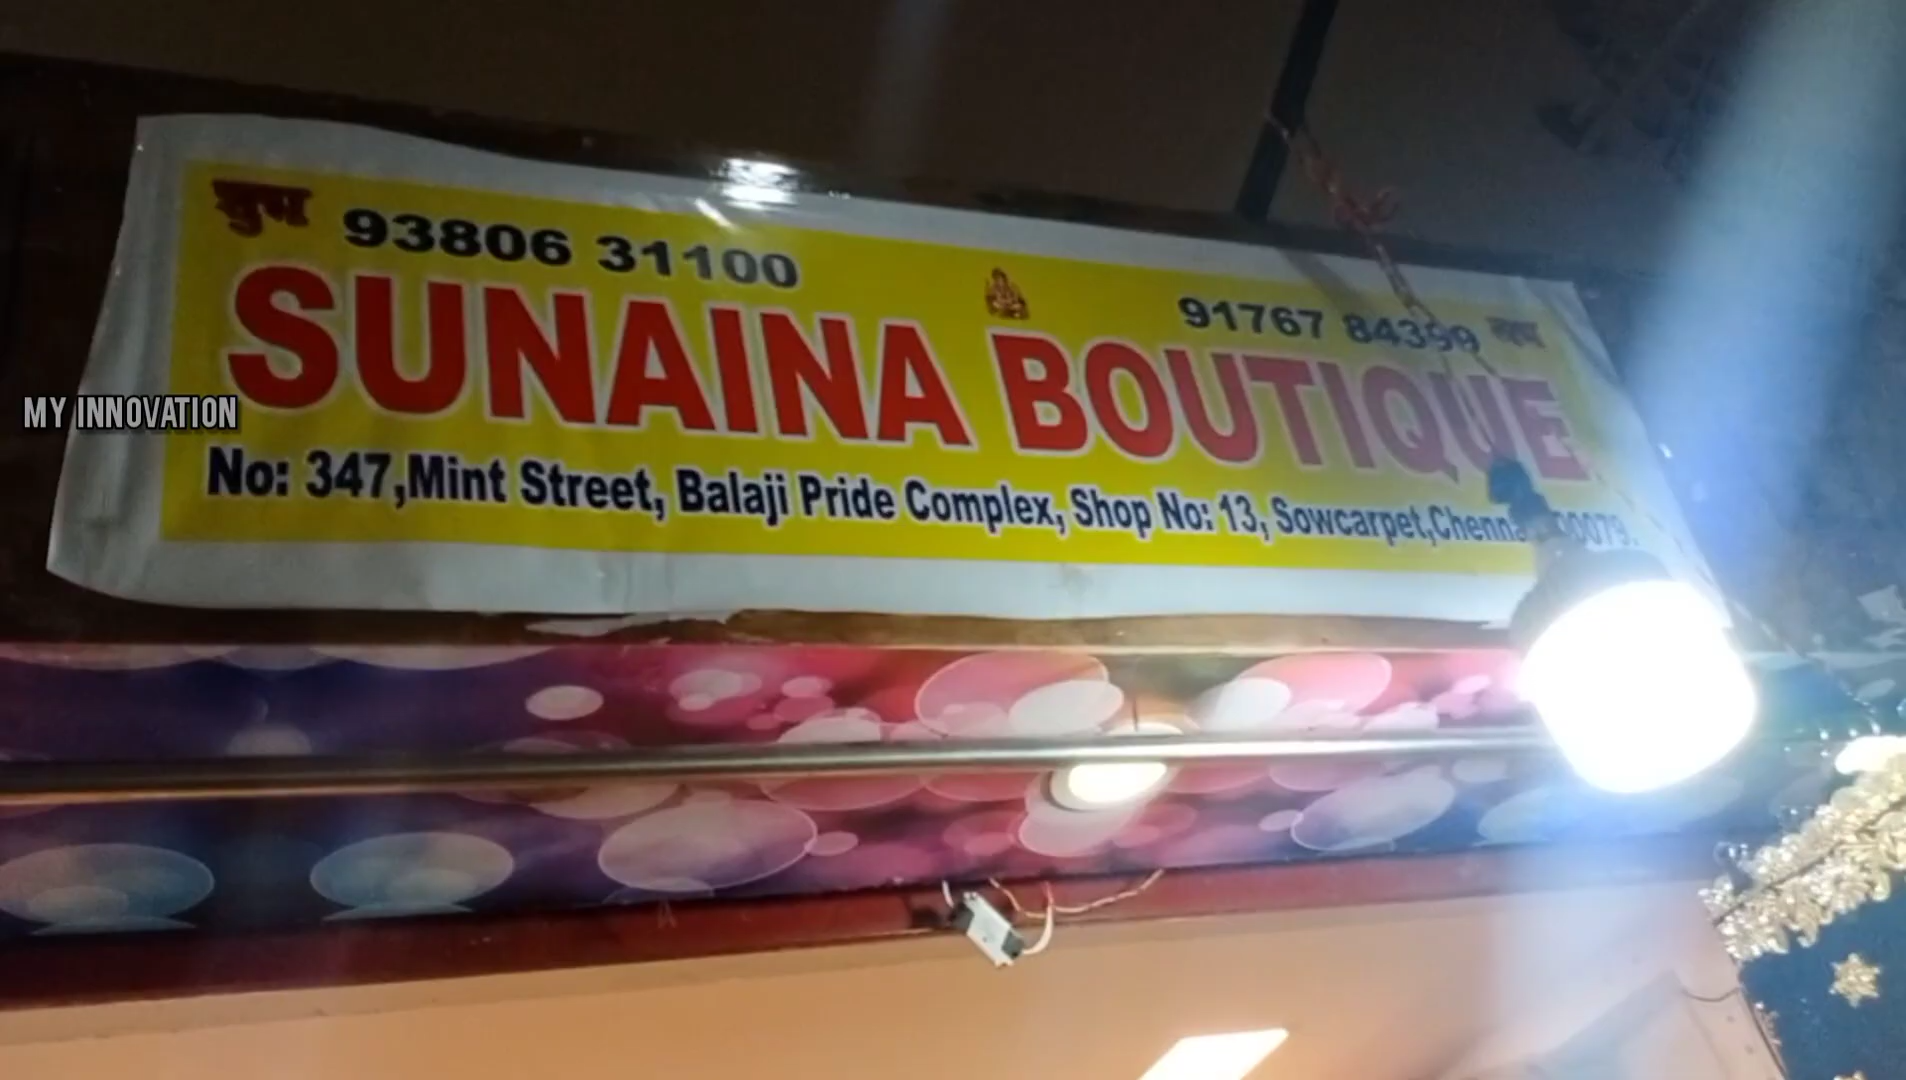 शुभ 93806 31100
91767 84399
SUNAINA BOUTIQUE
No: 347,Mint Street, Balaji Pride Complex, Shop No: 13, Sowcarpet,
MY INNOVATION